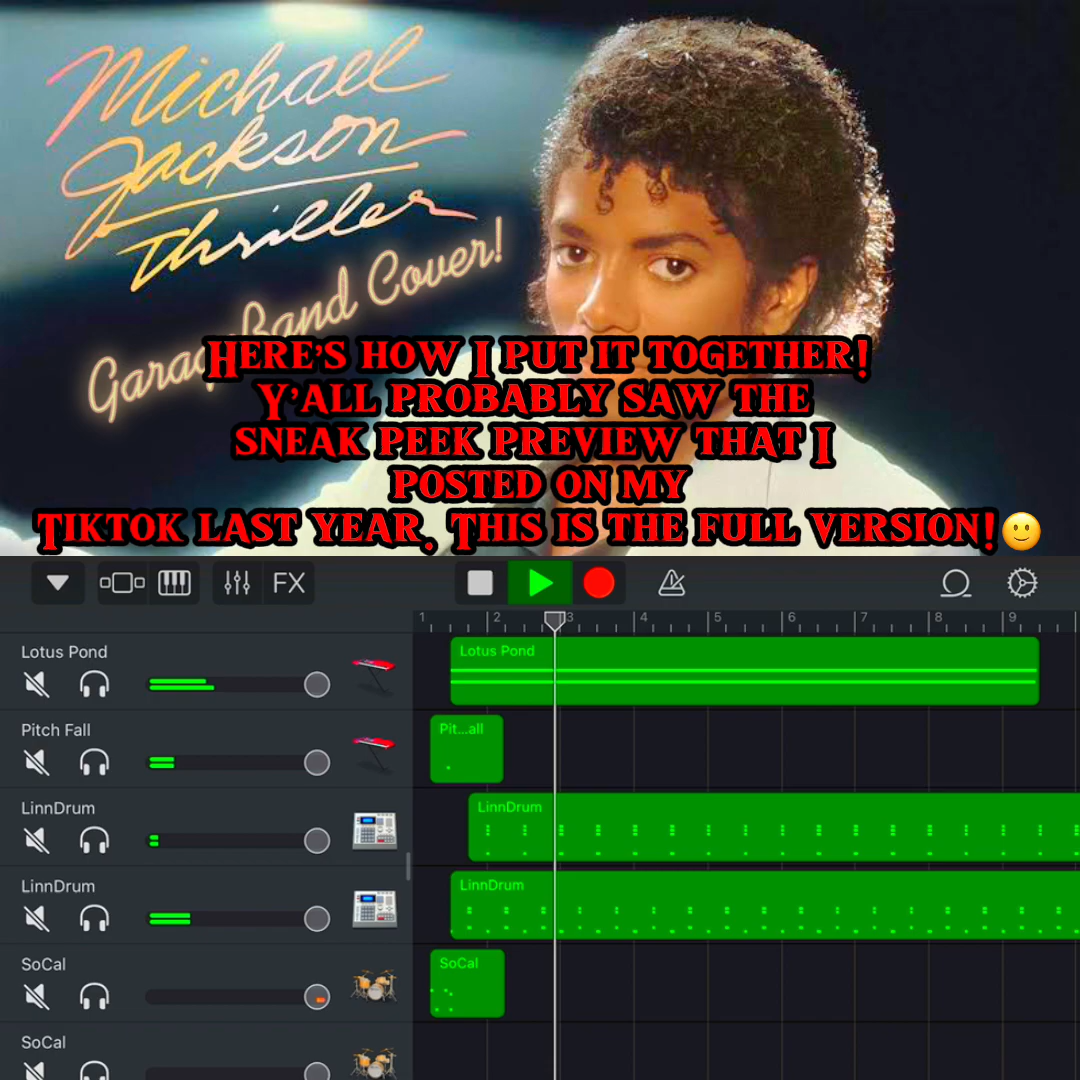 Michael
Jackson
Thriller
GarageBand Cover!
Here's how I put it together!
Y'all probably saw the
sneak peek preview that I
posted on my
Tiktok last year. This is the full version!🙂
FX
1 2 3 4 5 6 7 8 9
Lotus Pond
Lotus Pond
Pitch Fall
Pit...all
LinnDrum
LinnDrum
LinnDrum
LinnDrum
SoCal
SoCal
SoCal